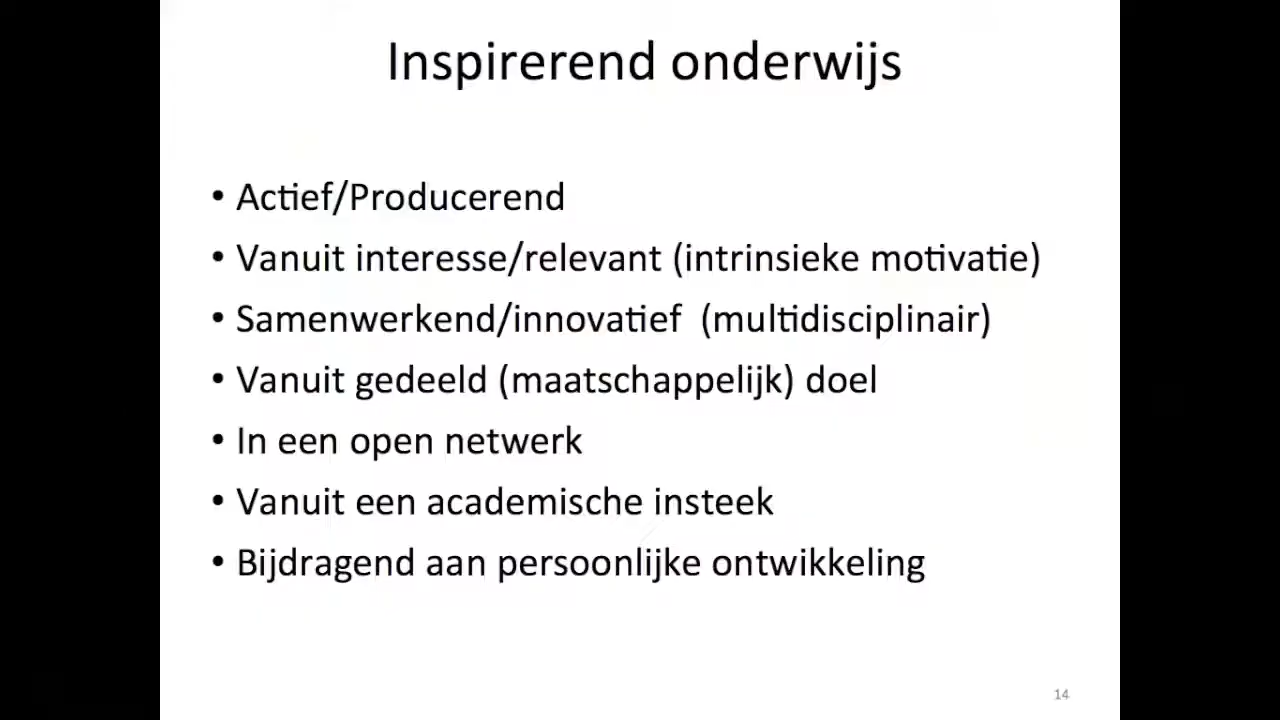 Inspirerend onderwijs
• Actief/Producerend
• Vanuit interesse/relevant (intrinsieke motivatie)
• Samenwerkend/innovatief (multidisciplinair)
• Vanuit gedeeld (maatschappelijk) doel
• In een open netwerk
• Vanuit een academische insteek
• Bijdragend aan persoonlijke ontwikkeling
14